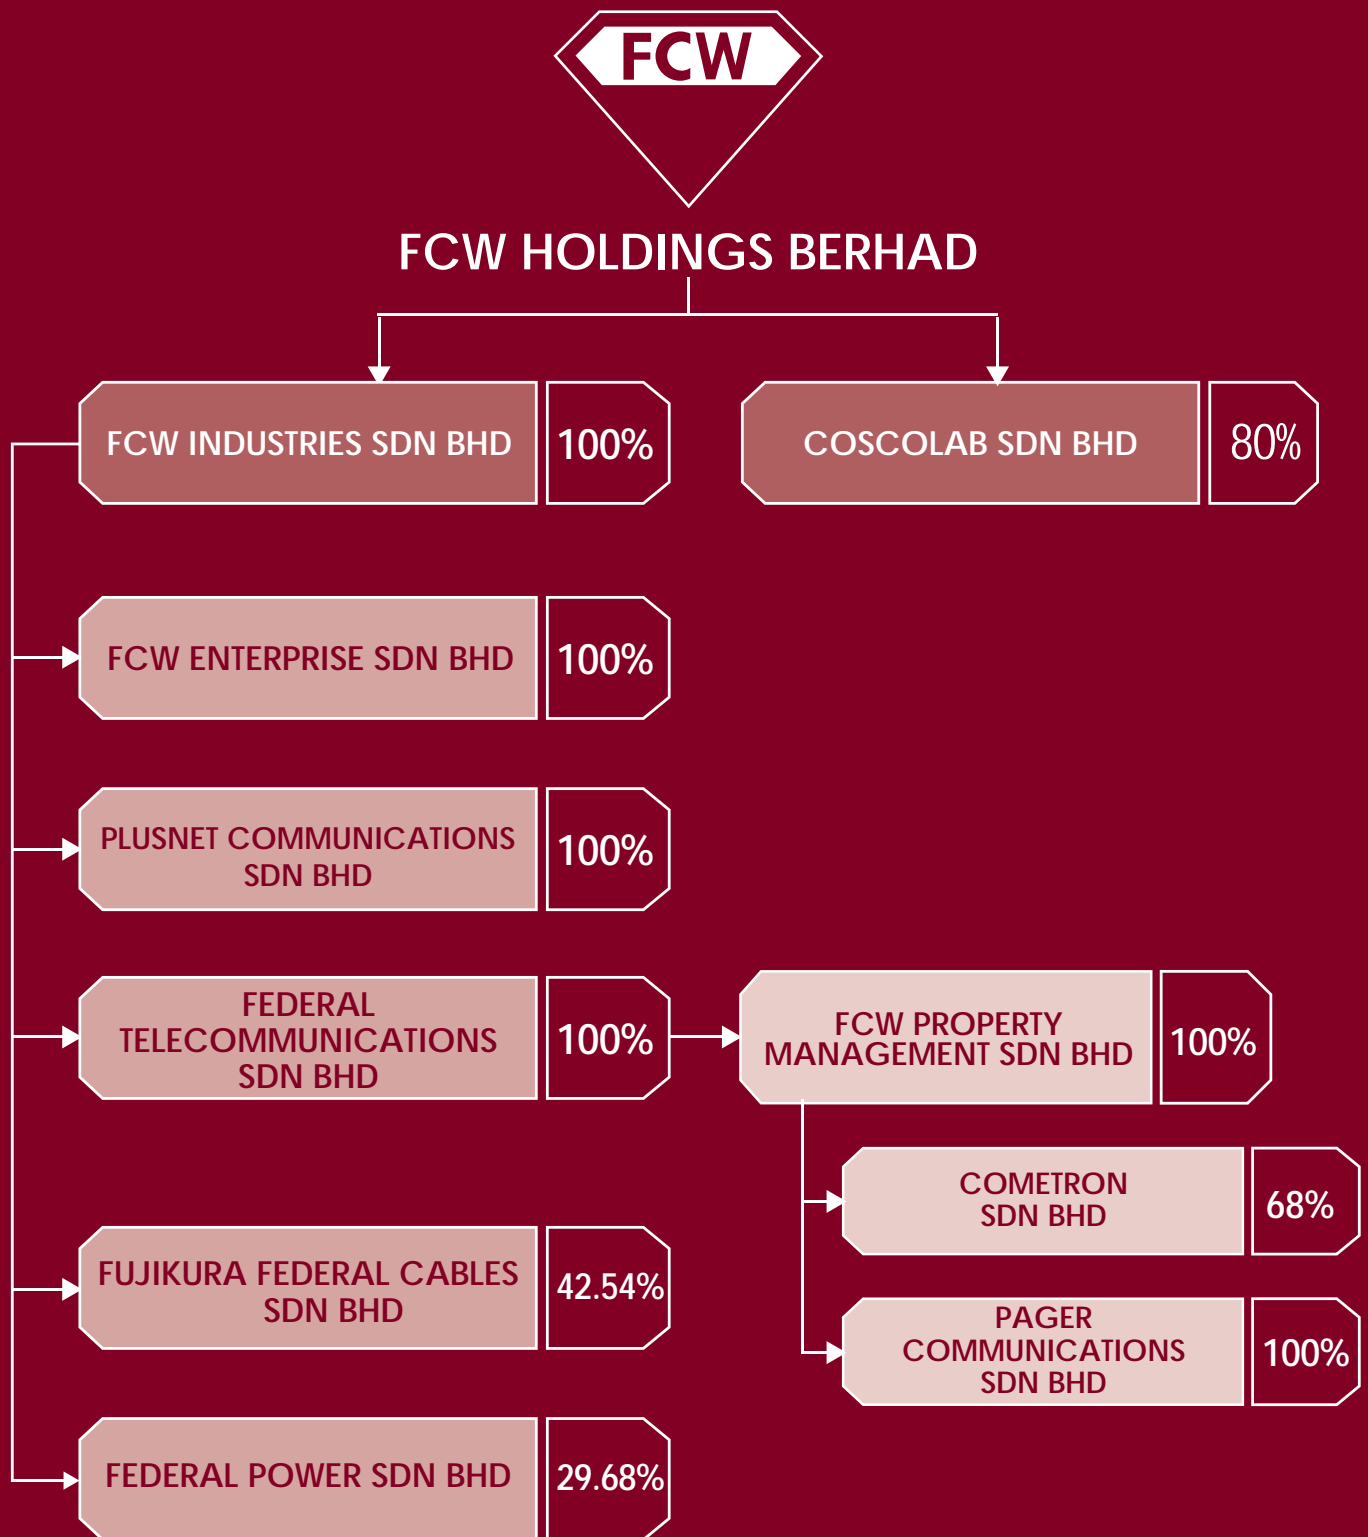 FCW
FCW HOLDINGS BERHAD
FCW INDUSTRIES SDN BHD
100%
COSCOLAB SDN BHD
80%
FCW ENTERPRISE SDN BHD
100%
PLUSNET COMMUNICATIONS
SDN BHD
100%
FEDERAL
TELECOMMUNICATIONS
SDN BHD
100%
FCW PROPERTY
MANAGEMENT SDN BHD
100%
COMETRON
SDN BHD
68%
PAGER
COMMUNICATIONS
SDN BHD
100%
FUJIKURA FEDERAL CABLES
SDN BHD
42.54%
FEDERAL POWER SDN BHD
29.68%